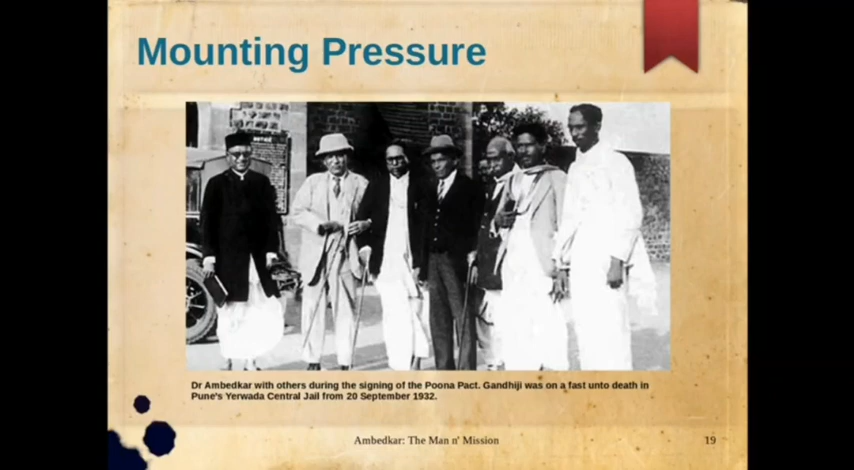 Mounting Pressure
Dr Ambedkar with others during the signing of the Poona Pact. Gandhiji was on a fast unto death in
Pune's Yerwada Central Jail from 20 September 1932.
Ambedkar: The Man n' Mission
19